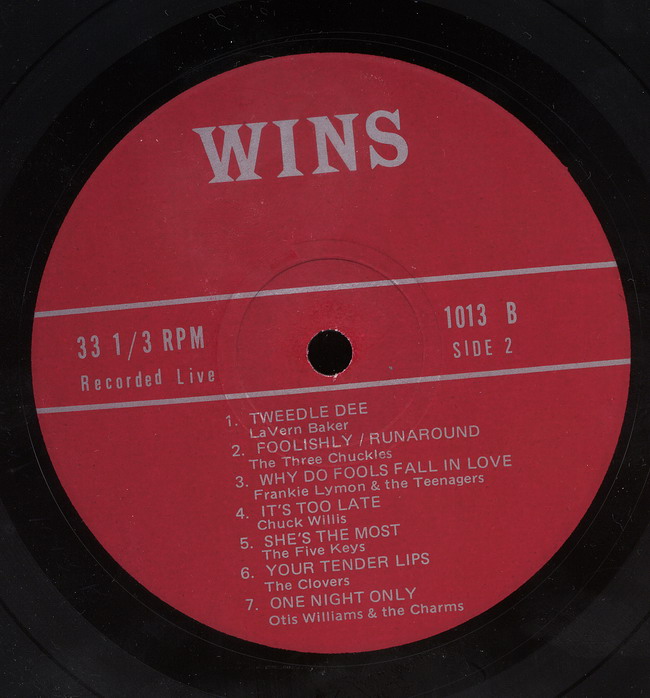 WINS
33 1/3 RPM
Recorded Live
1013 B
SIDE 2
1. TWEEDLE DEE
LaVern Baker
2. FOOLISHLY / RUNAROUND
The Three Chuckles
3. WHY DO FOOLS FALL IN LOVE
Frankie Lymon & the Teenagers
4. IT'S TOO LATE
Chuck Willis
5. SHE'S THE MOST
The Five Keys
6. YOUR TENDER LIPS
The Clovers
7. ONE NIGHT ONLY
Otis Williams & the Charms